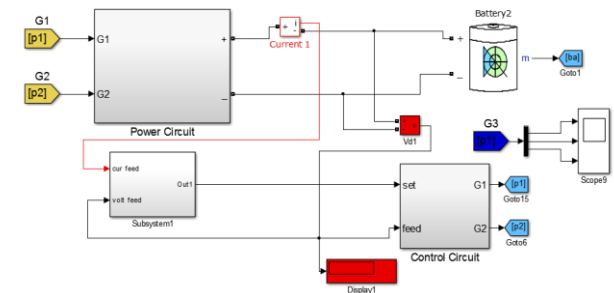 G1
[p1]
G2
[p2]
G1
G2
+
–
Power Circuit
+
i
-
Current 1
Battery2
+
–
m
[ba]
Goto1
+
-
Vd1
G3
[p1]
Scope9
cur feed
volt feed
Out1
Subsystem1
set
feed
G1
G2
Control Circuit
[p1]
Goto15
[p2]
Goto6
Display1